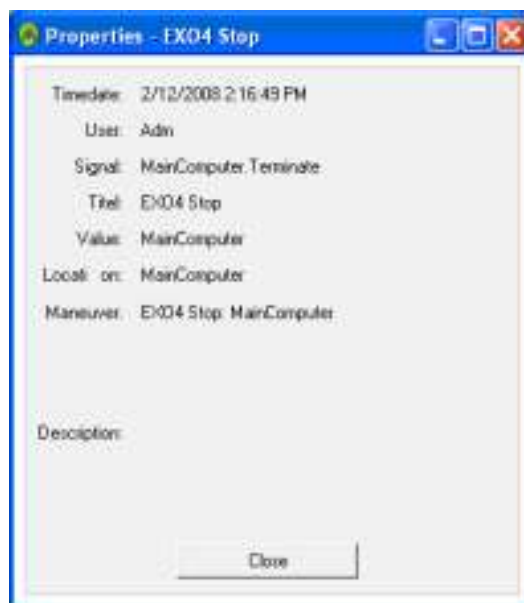 Properties - EXO4 Stop
Timedate: 2/12/2008 2:16:49 PM
User: Adm
Signal: MainComputer.Terminate
Titel: EXO4 Stop
Value: MainComputer
Locati on: MainComputer
Maneuver: EXO4 Stop: MainComputer
Description:
Close